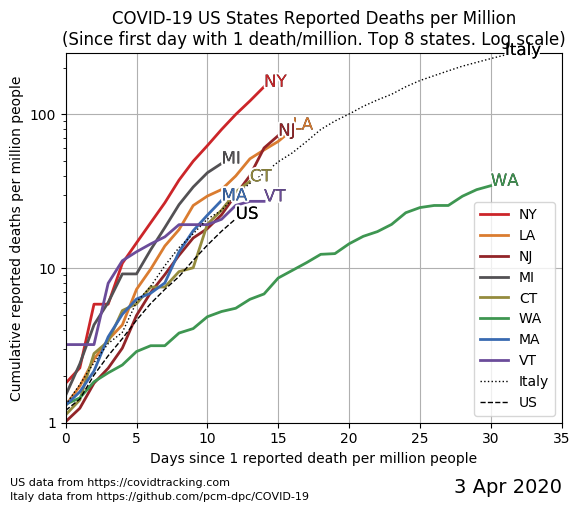 COVID-19 US States Reported Deaths per Million
(Since first day with 1 death/million. Top 8 states. Log scale)
Italy
NY
100
LA
NJ
MI
CT
WA
MA
VT
US
Cumulative reported deaths per million people
10
1
NY
LA
NJ
MI
CT
WA
MA
VT
Italy
US
0 5 10 15 20 25 30 35
Days since 1 reported death per million people
US data from https://covidtracking.com
Italy data from https://github.com/pcm-dpc/COVID-19
3 Apr 2020